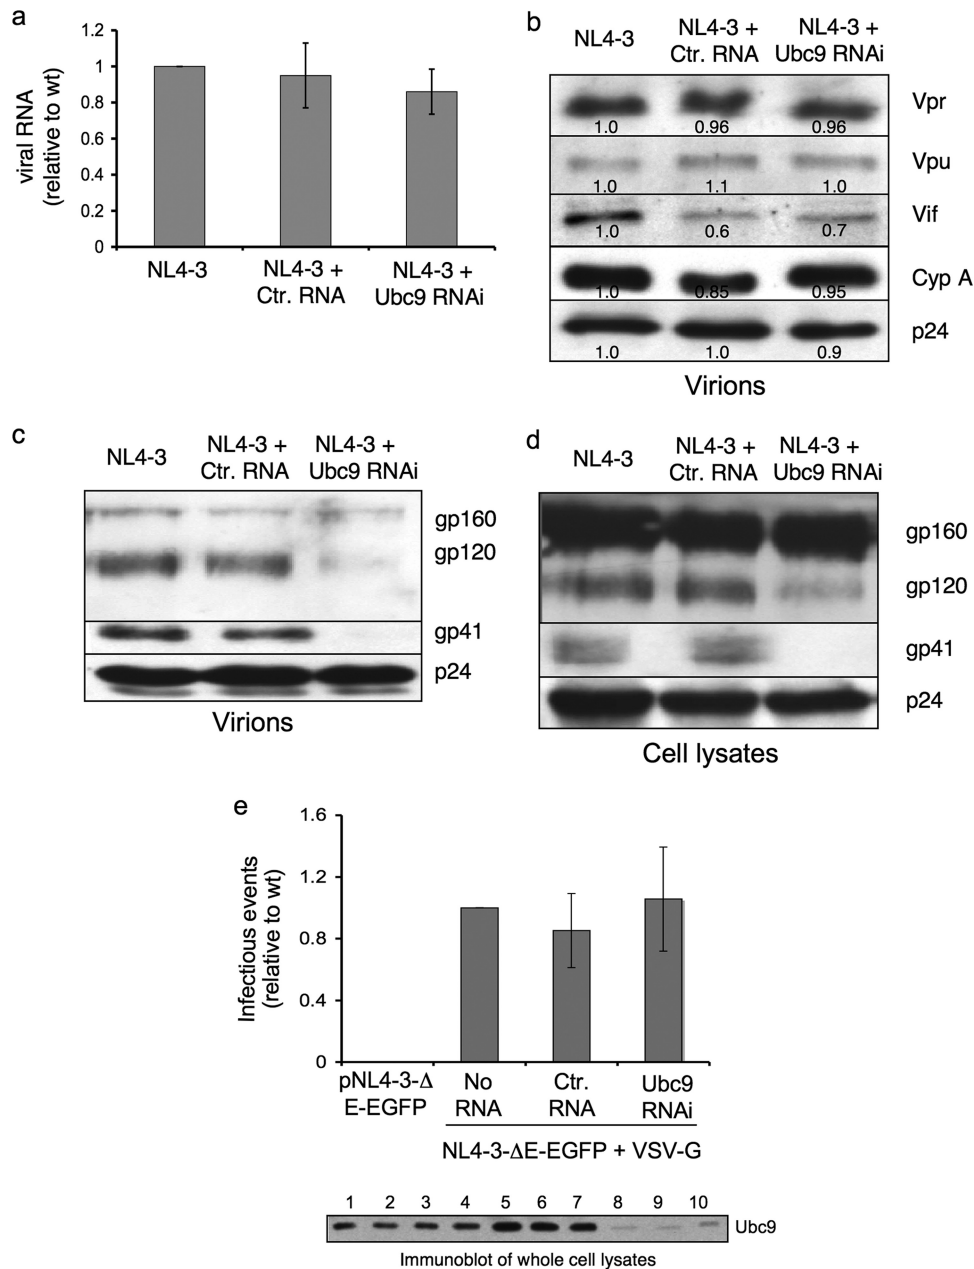 a
viral RNA
(relative to wt)
1.2
1
0.8
0.6
0.4
0.2
0
NL4-3
NL4-3 +
Ctr. RNA
NL4-3 +
Ubc9 RNAi
b
NL4-3
NL4-3 +
Ctr. RNA
NL4-3 +
Ubc9 RNAi
1.0 0.96 0.96 Vpr
1.0 1.1 1.0 Vpu
1.0 0.6 0.7 Vif
1.0 0.85 0.95 Cyp A
1.0 1.0 0.9 p24
Virions
c
NL4-3
NL4-3 +
Ctr. RNA
NL4-3 +
Ubc9 RNAi
gp160
gp120
gp41
p24
Virions
d
NL4-3
NL4-3 +
Ctr. RNA
NL4-3 +
Ubc9 RNAi
gp160
gp120
gp41
p24
Cell lysates
e
Infectious events
(relative to wt)
1.6
1.2
0.8
0.4
0
pNL4-3-Δ
E-EGFP
No
RNA
Ctr.
RNA
Ubc9
RNAi
NL4-3-ΔE-EGFP + VSV-G
1 2 3 4 5 6 7 8 9 10
Ubc9
Immunoblot of whole cell lysates